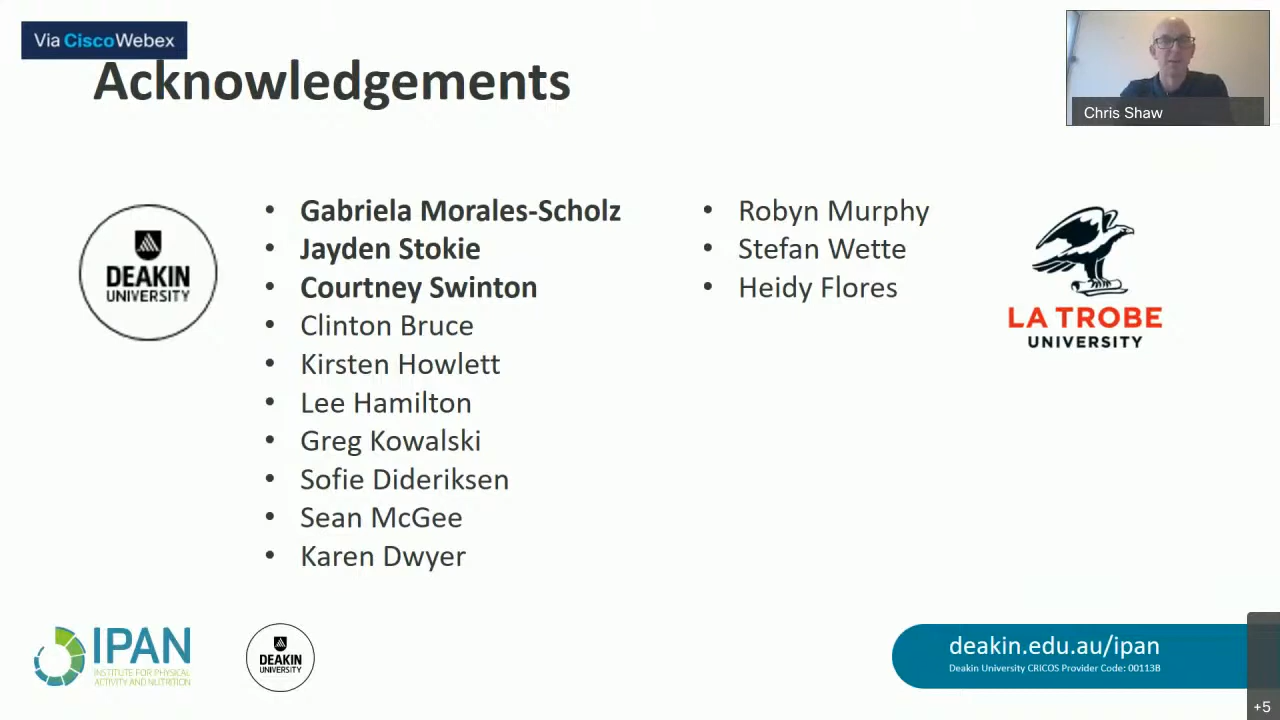 Via CiscoWebex
Acknowledgements
Chris Shaw
DEAKIN
UNIVERSITY
• Gabriela Morales-Scholz
• Jayden Stokie
• Courtney Swinton
• Clinton Bruce
• Kirsten Howlett
• Lee Hamilton
• Greg Kowalski
• Sofie Dideriksen
• Sean McGee
• Karen Dwyer
• Robyn Murphy
• Stefan Wette
• Heidy Flores
LA TROBE
UNIVERSITY
IPAN
INSTITUTE FOR PHYSICAL
ACTIVITY AND NUTRITION
DEAKIN
UNIVERSITY
deakin.edu.au/ipan
Deakin University CRICOS Provider Code: 00113B
+5